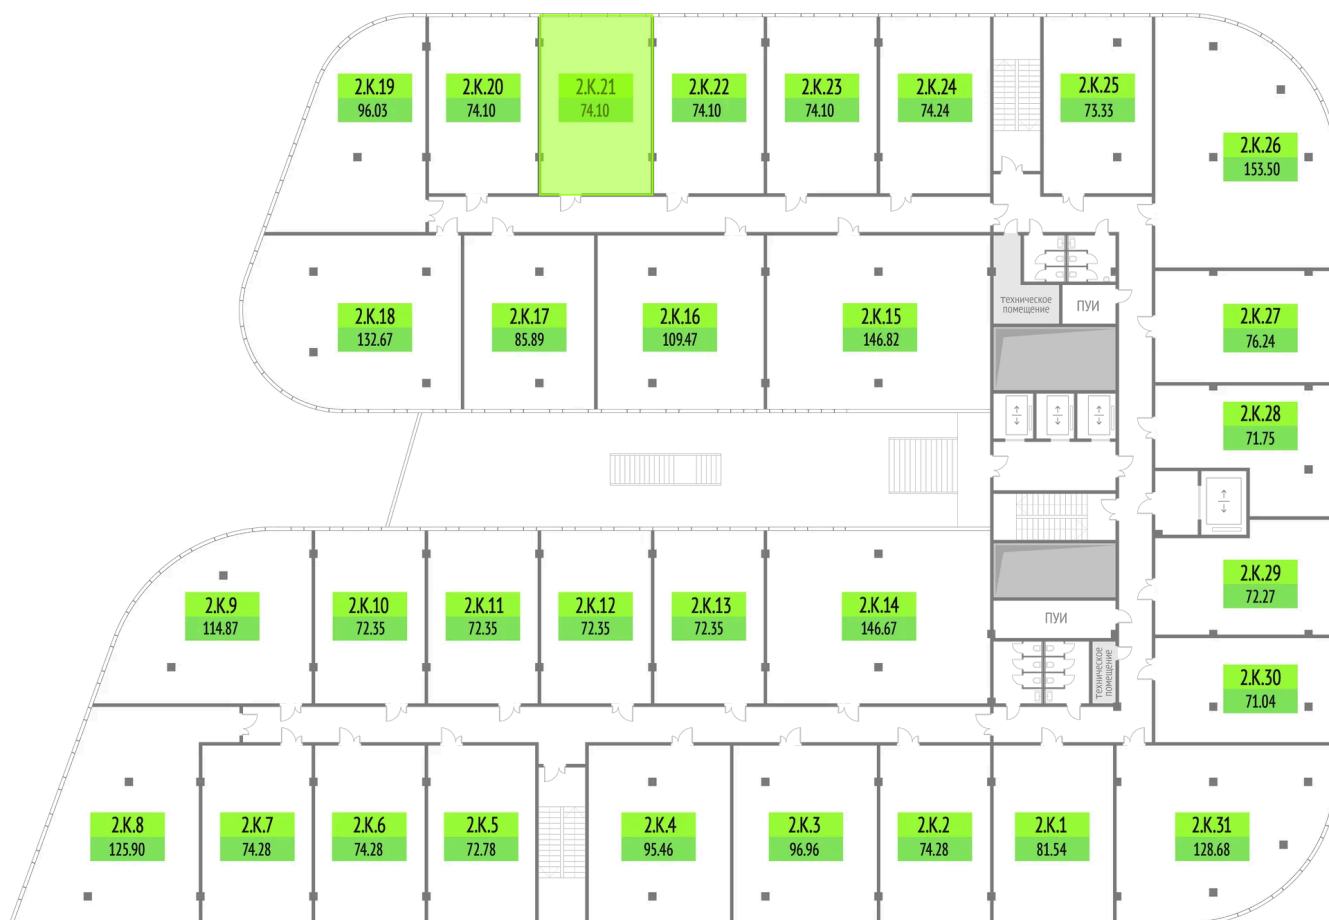 2.K.19
96.03
2.K.20
74.10
2.K.21
74.10
2.K.22
74.10
2.K.23
74.10
2.K.24
74.24
2.K.25
73.33
2.K.26
153.50
2.K.18
132.67
2.K.17
85.89
2.K.16
109.47
2.K.15
146.82
техническое
помещение
ПУИ
2.K.27
76.24
2.K.28
71.75
2.K.9
114.87
2.K.10
72.35
2.K.11
72.35
2.K.12
72.35
2.K.13
72.35
2.K.14
146.67
ПУИ
техническое
помещение
2.K.29
72.27
2.K.30
71.04
2.K.8
125.90
2.K.7
74.28
2.K.6
74.28
2.K.5
72.78
2.K.4
95.46
2.K.3
96.96
2.K.2
74.28
2.K.1
81.54
2.K.31
128.68